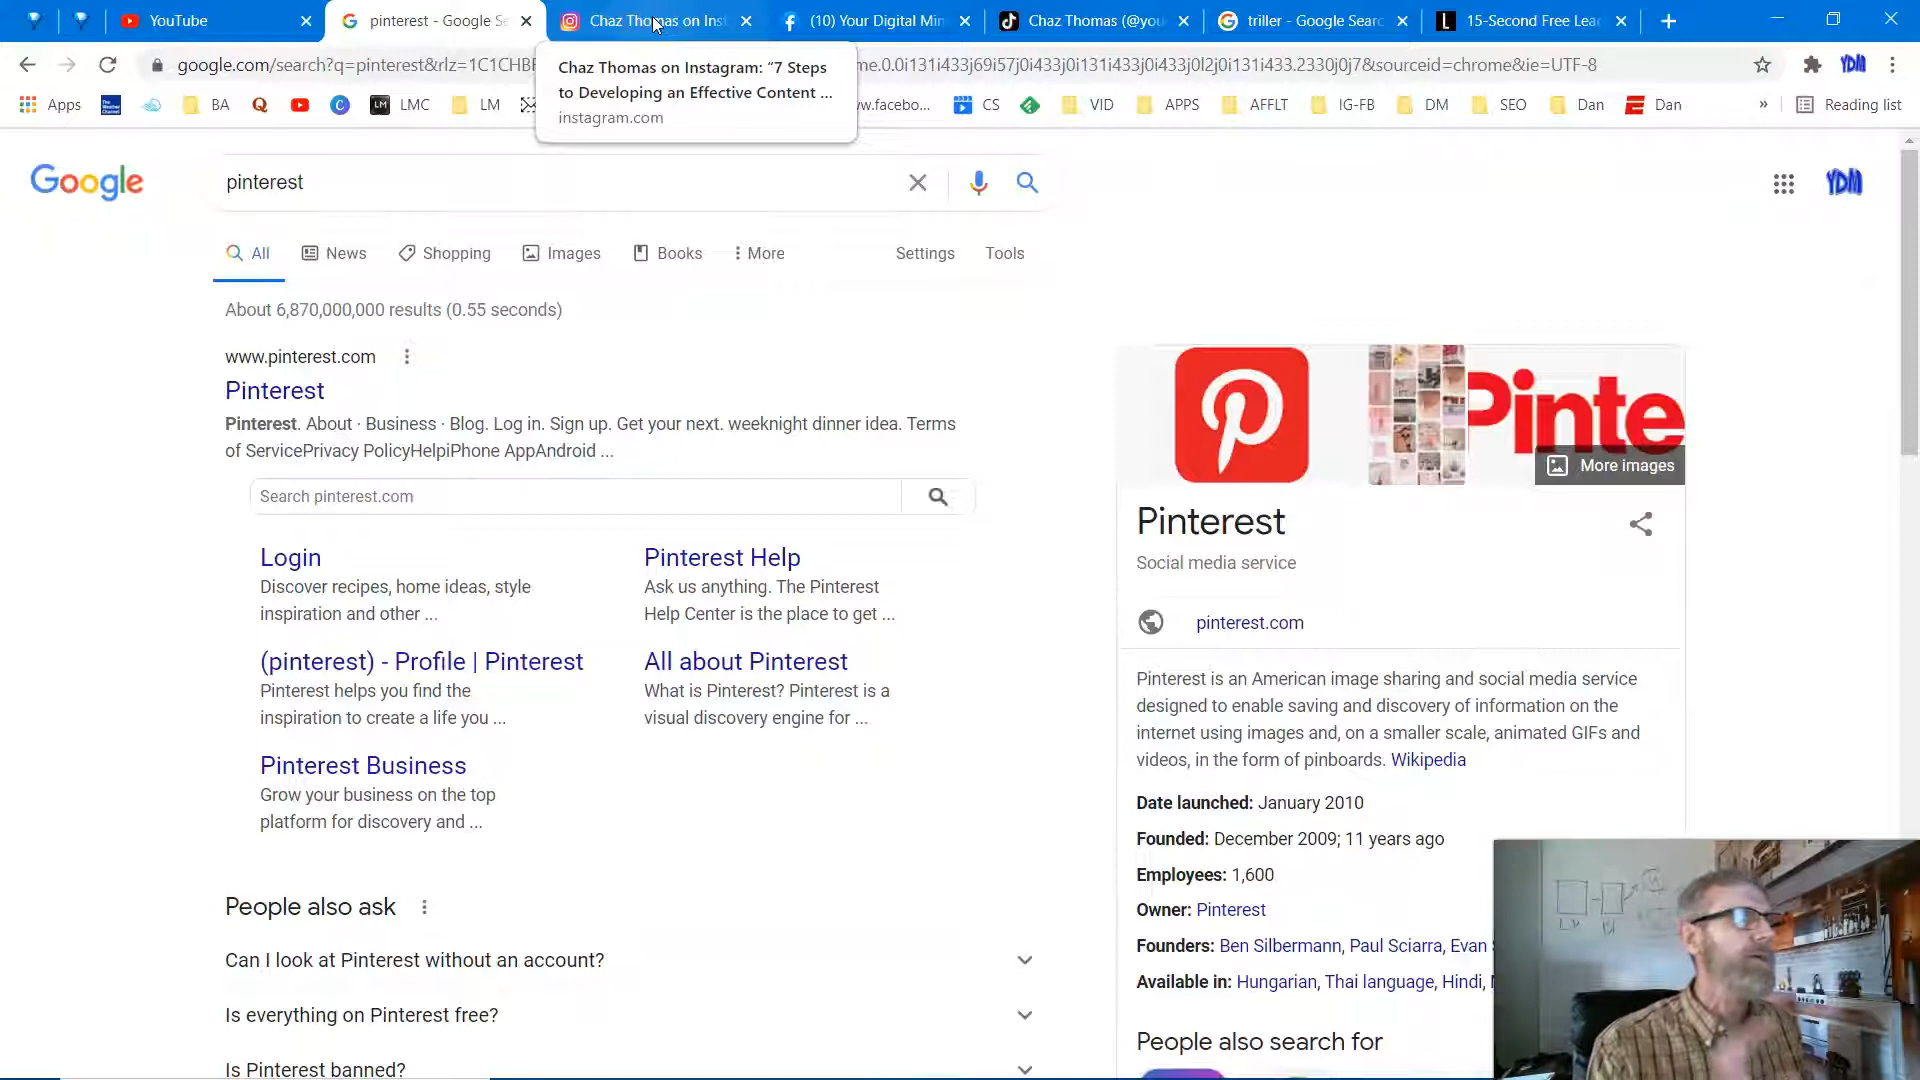 YouTube
pinterest - Google Se
Chaz Thomas on Inst
(10) Your Digital Min
Chaz Thomas (@you
triller - Google Searc
15-Second Free Lea
google.com/search?q=pinterest&rlz=1C1CHBF
me.0.0i131i433j69i57j0i433j0i131i433j0i433j0l2j0i131i433.2330j0j7&sourceid=chrome&ie=UTF-8
YDM
Chaz Thomas on Instagram: “7 Steps
to Developing an Effective Content ...
instagram.com
Apps
BA
LMC
LM
w.facebo...
CS
VID
APPS
AFFLT
IG-FB
DM
SEO
Dan
Dan
»
Reading list
Google
pinterest
YDM
All
News
Shopping
Images
Books
More
Settings
Tools
About 6,870,000,000 results (0.55 seconds)
www.pinterest.com
Pinterest
Pinterest. About · Business · Blog. Log in. Sign up. Get your next. weeknight dinner idea. Terms
of ServicePrivacy PolicyHelpiPhone AppAndroid ...
Search pinterest.com
Login
Discover recipes, home ideas, style
inspiration and other ...
Pinterest Help
Ask us anything. The Pinterest
Help Center is the place to get ...
(pinterest) - Profile | Pinterest
Pinterest helps you find the
inspiration to create a life you ...
All about Pinterest
What is Pinterest? Pinterest is a
visual discovery engine for ...
Pinterest Business
Grow your business on the top
platform for discovery and ...
People also ask
Can I look at Pinterest without an account?
Is everything on Pinterest free?
Is Pinterest banned?
Pinte
More images
Pinterest
Social media service
pinterest.com
Pinterest is an American image sharing and social media service
designed to enable saving and discovery of information on the
internet using images and, on a smaller scale, animated GIFs and
videos, in the form of pinboards. Wikipedia
Date launched: January 2010
Founded: December 2009; 11 years ago
Employees: 1,600
Owner: Pinterest
Founders: Ben Silbermann, Paul Sciarra, Evan
Available in: Hungarian, Thai language, Hindi,
People also search for